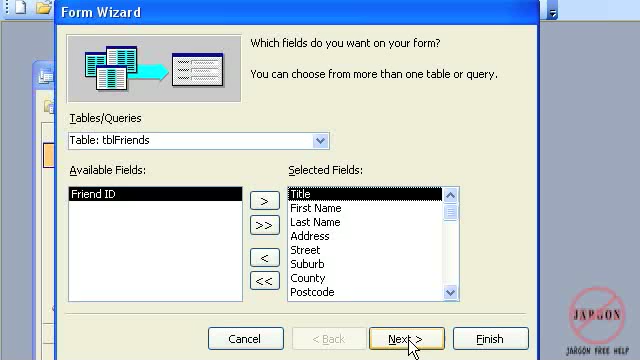 Form Wizard
Which fields do you want on your form?
You can choose from more than one table or query.
Tables/Queries
Table: tblFriends
Available Fields:
Selected Fields:
Friend ID
>
>>
<
<<
Title
First Name
Last Name
Address
Street
Suburb
County
Postcode
Cancel
< Back
Next >
Finish
JARGON
JARGON FREE HELP